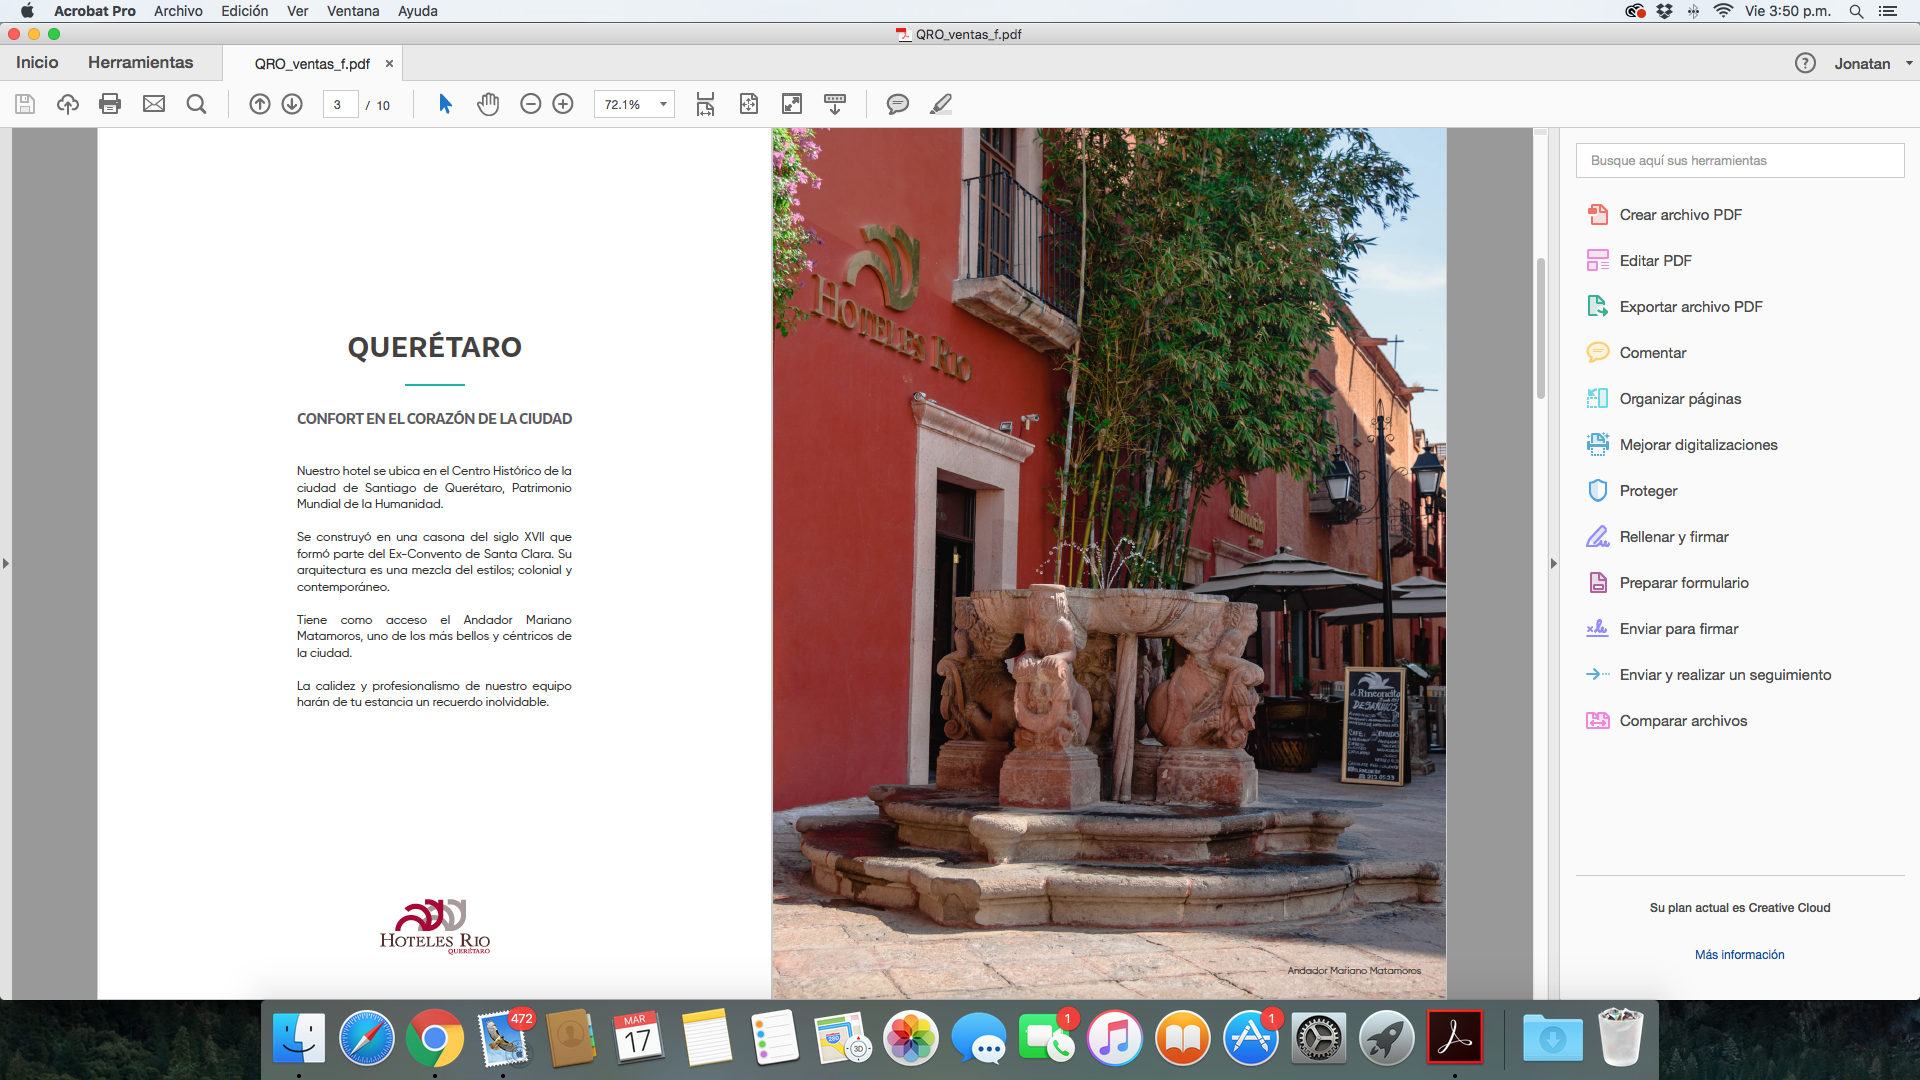 Acrobat Pro Archivo Edición Ver Ventana Ayuda
Vie 3:50 p.m.
QRO_ventas_f.pdf
Inicio Herramientas QRO_ventas_f.pdf ×
? Jonatan
3 / 10
72.1%
QUERÉTARO
CONFORT EN EL CORAZÓN DE LA CIUDAD
Nuestro hotel se ubica en el Centro Histórico de la
ciudad de Santiago de Querétaro, Patrimonio
Mundial de la Humanidad.
Se construyó en una casona del siglo XVII que
formó parte del Ex-Convento de Santa Clara. Su
arquitectura es una mezcla del estilos; colonial y
contemporáneo.
Tiene como acceso el Andador Mariano
Matamoros, uno de los más bellos y céntricos de
la ciudad.
La calidez y profesionalismo de nuestro equipo
harán de tu estancia un recuerdo inolvidable.
HOTELES RIO
QUERÉTARO
HOTELES RIO
el Rinconcito
DESAYUNOS
CAFE:
Andador Mariano Matamoros
Busque aquí sus herramientas
Crear archivo PDF
Editar PDF
Exportar archivo PDF
Comentar
Organizar páginas
Mejorar digitalizaciones
Proteger
Rellenar y firmar
Preparar formulario
Enviar para firmar
Enviar y realizar un seguimiento
Comparar archivos
Su plan actual es Creative Cloud
Más información
472
MAR
17
280
3D
1
1